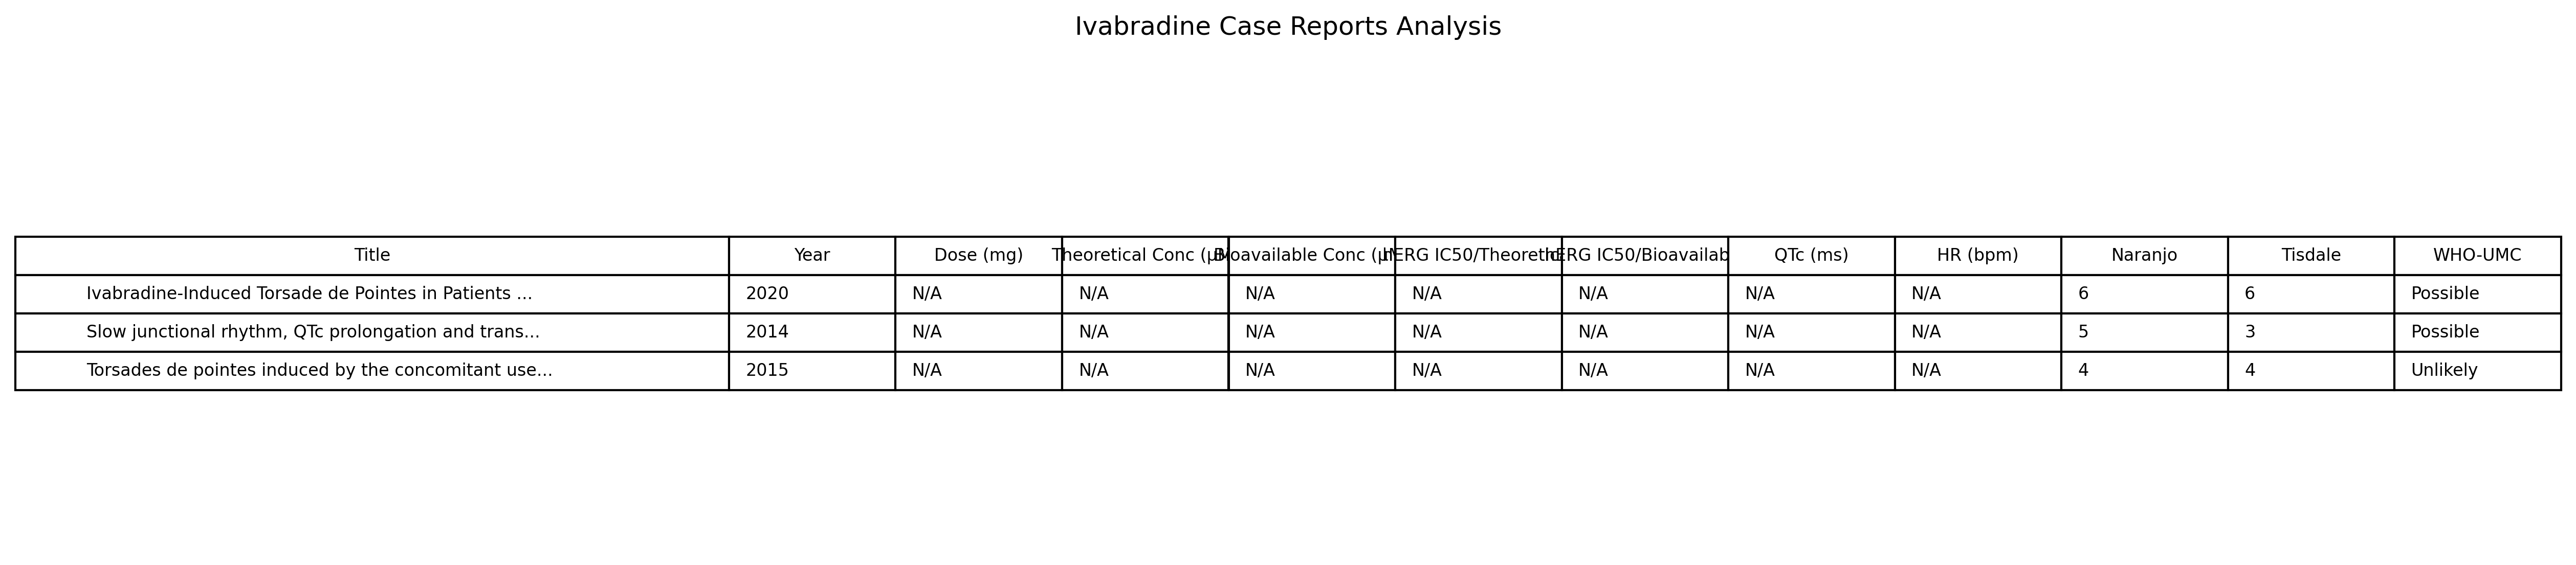 Ivabradine Case Reports Analysis
Title Year Dose (mg) Theoretical Conc (μ Bioavailable Conc (μ hERG IC50/Theoretic hERG IC50/Bioavailab QTc (ms) HR (bpm) Naranjo Tisdale WHO-UMC
Ivabradine-Induced Torsade de Pointes in Patients ... 2020 N/A N/A N/A N/A N/A N/A N/A 6 6 Possible
Slow junctional rhythm, QTc prolongation and trans... 2014 N/A N/A N/A N/A N/A N/A N/A 5 3 Possible
Torsades de pointes induced by the concomitant use... 2015 N/A N/A N/A N/A N/A N/A N/A 4 4 Unlikely